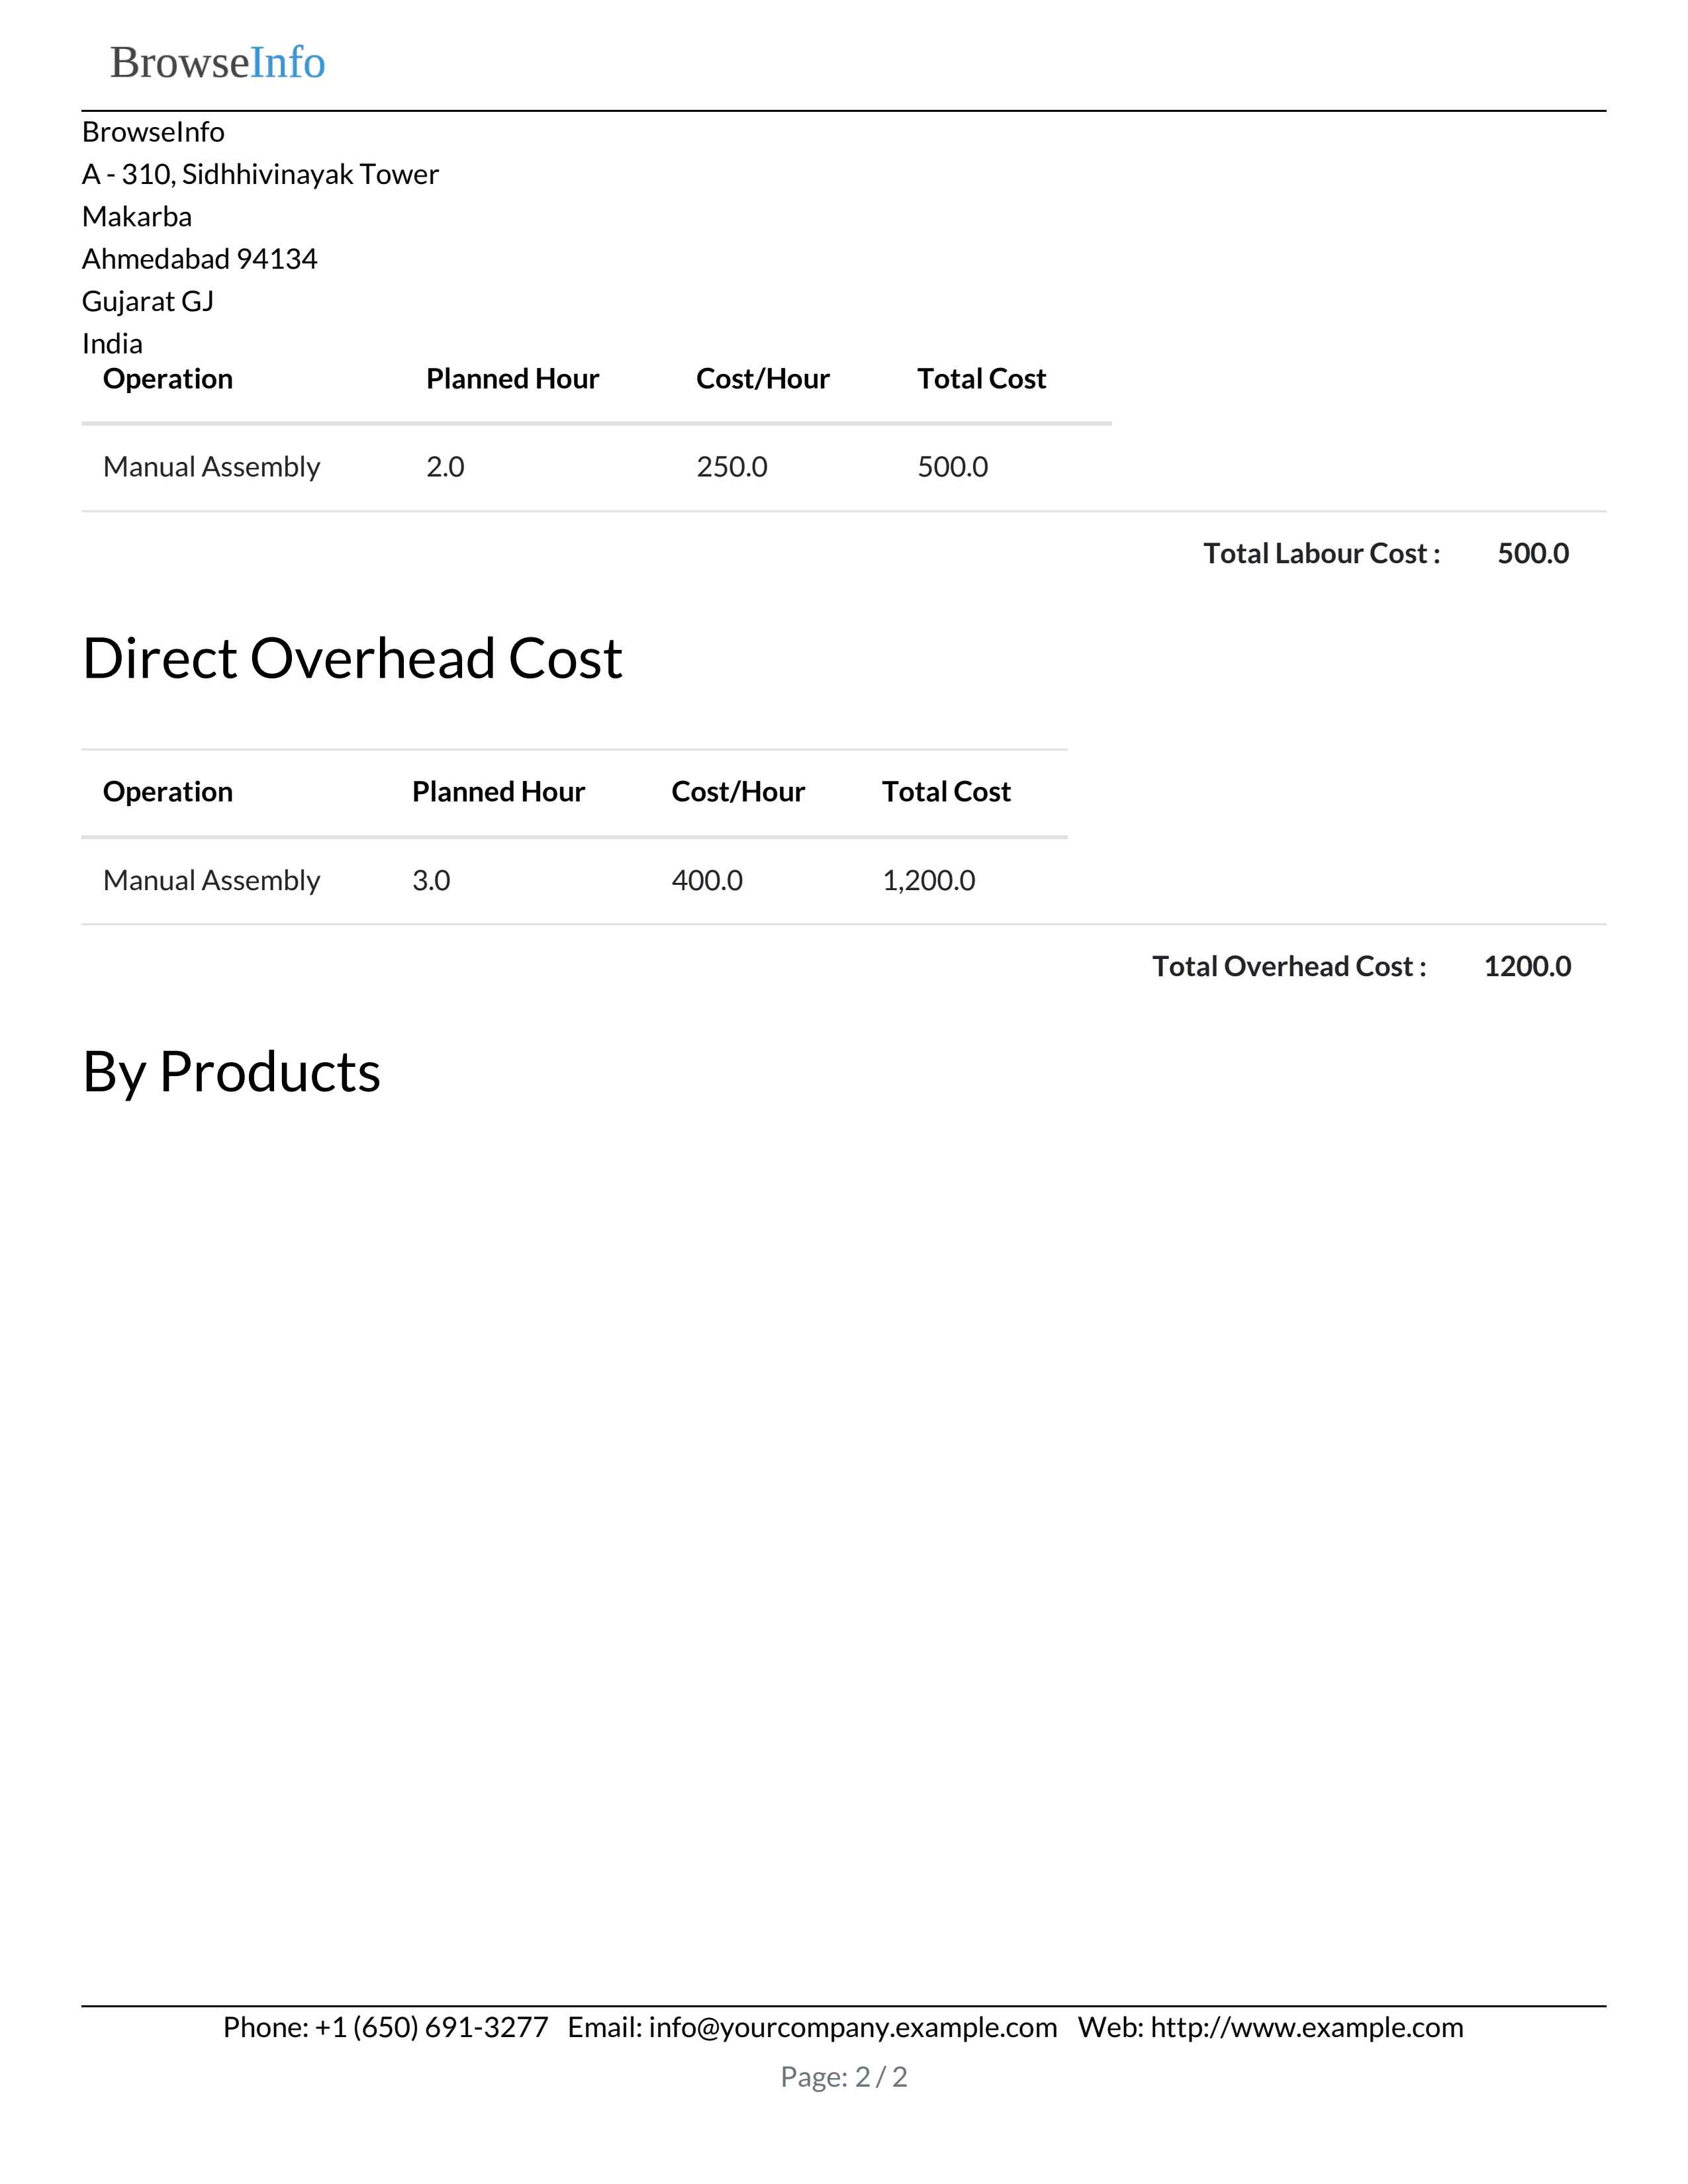 BrowseInfo
BrowseInfo
A - 310, Sidhhivinayak Tower
Makarba
Ahmedabad 94134
Gujarat GJ
India
Operation Planned Hour Cost/Hour Total Cost
Manual Assembly 2.0 250.0 500.0
Total Labour Cost : 500.0
Direct Overhead Cost
Operation Planned Hour Cost/Hour Total Cost
Manual Assembly 3.0 400.0 1,200.0
Total Overhead Cost : 1200.0
By Products
Phone: +1 (650) 691-3277 Email: info@yourcompany.example.com Web: http://www.example.com
Page: 2 / 2